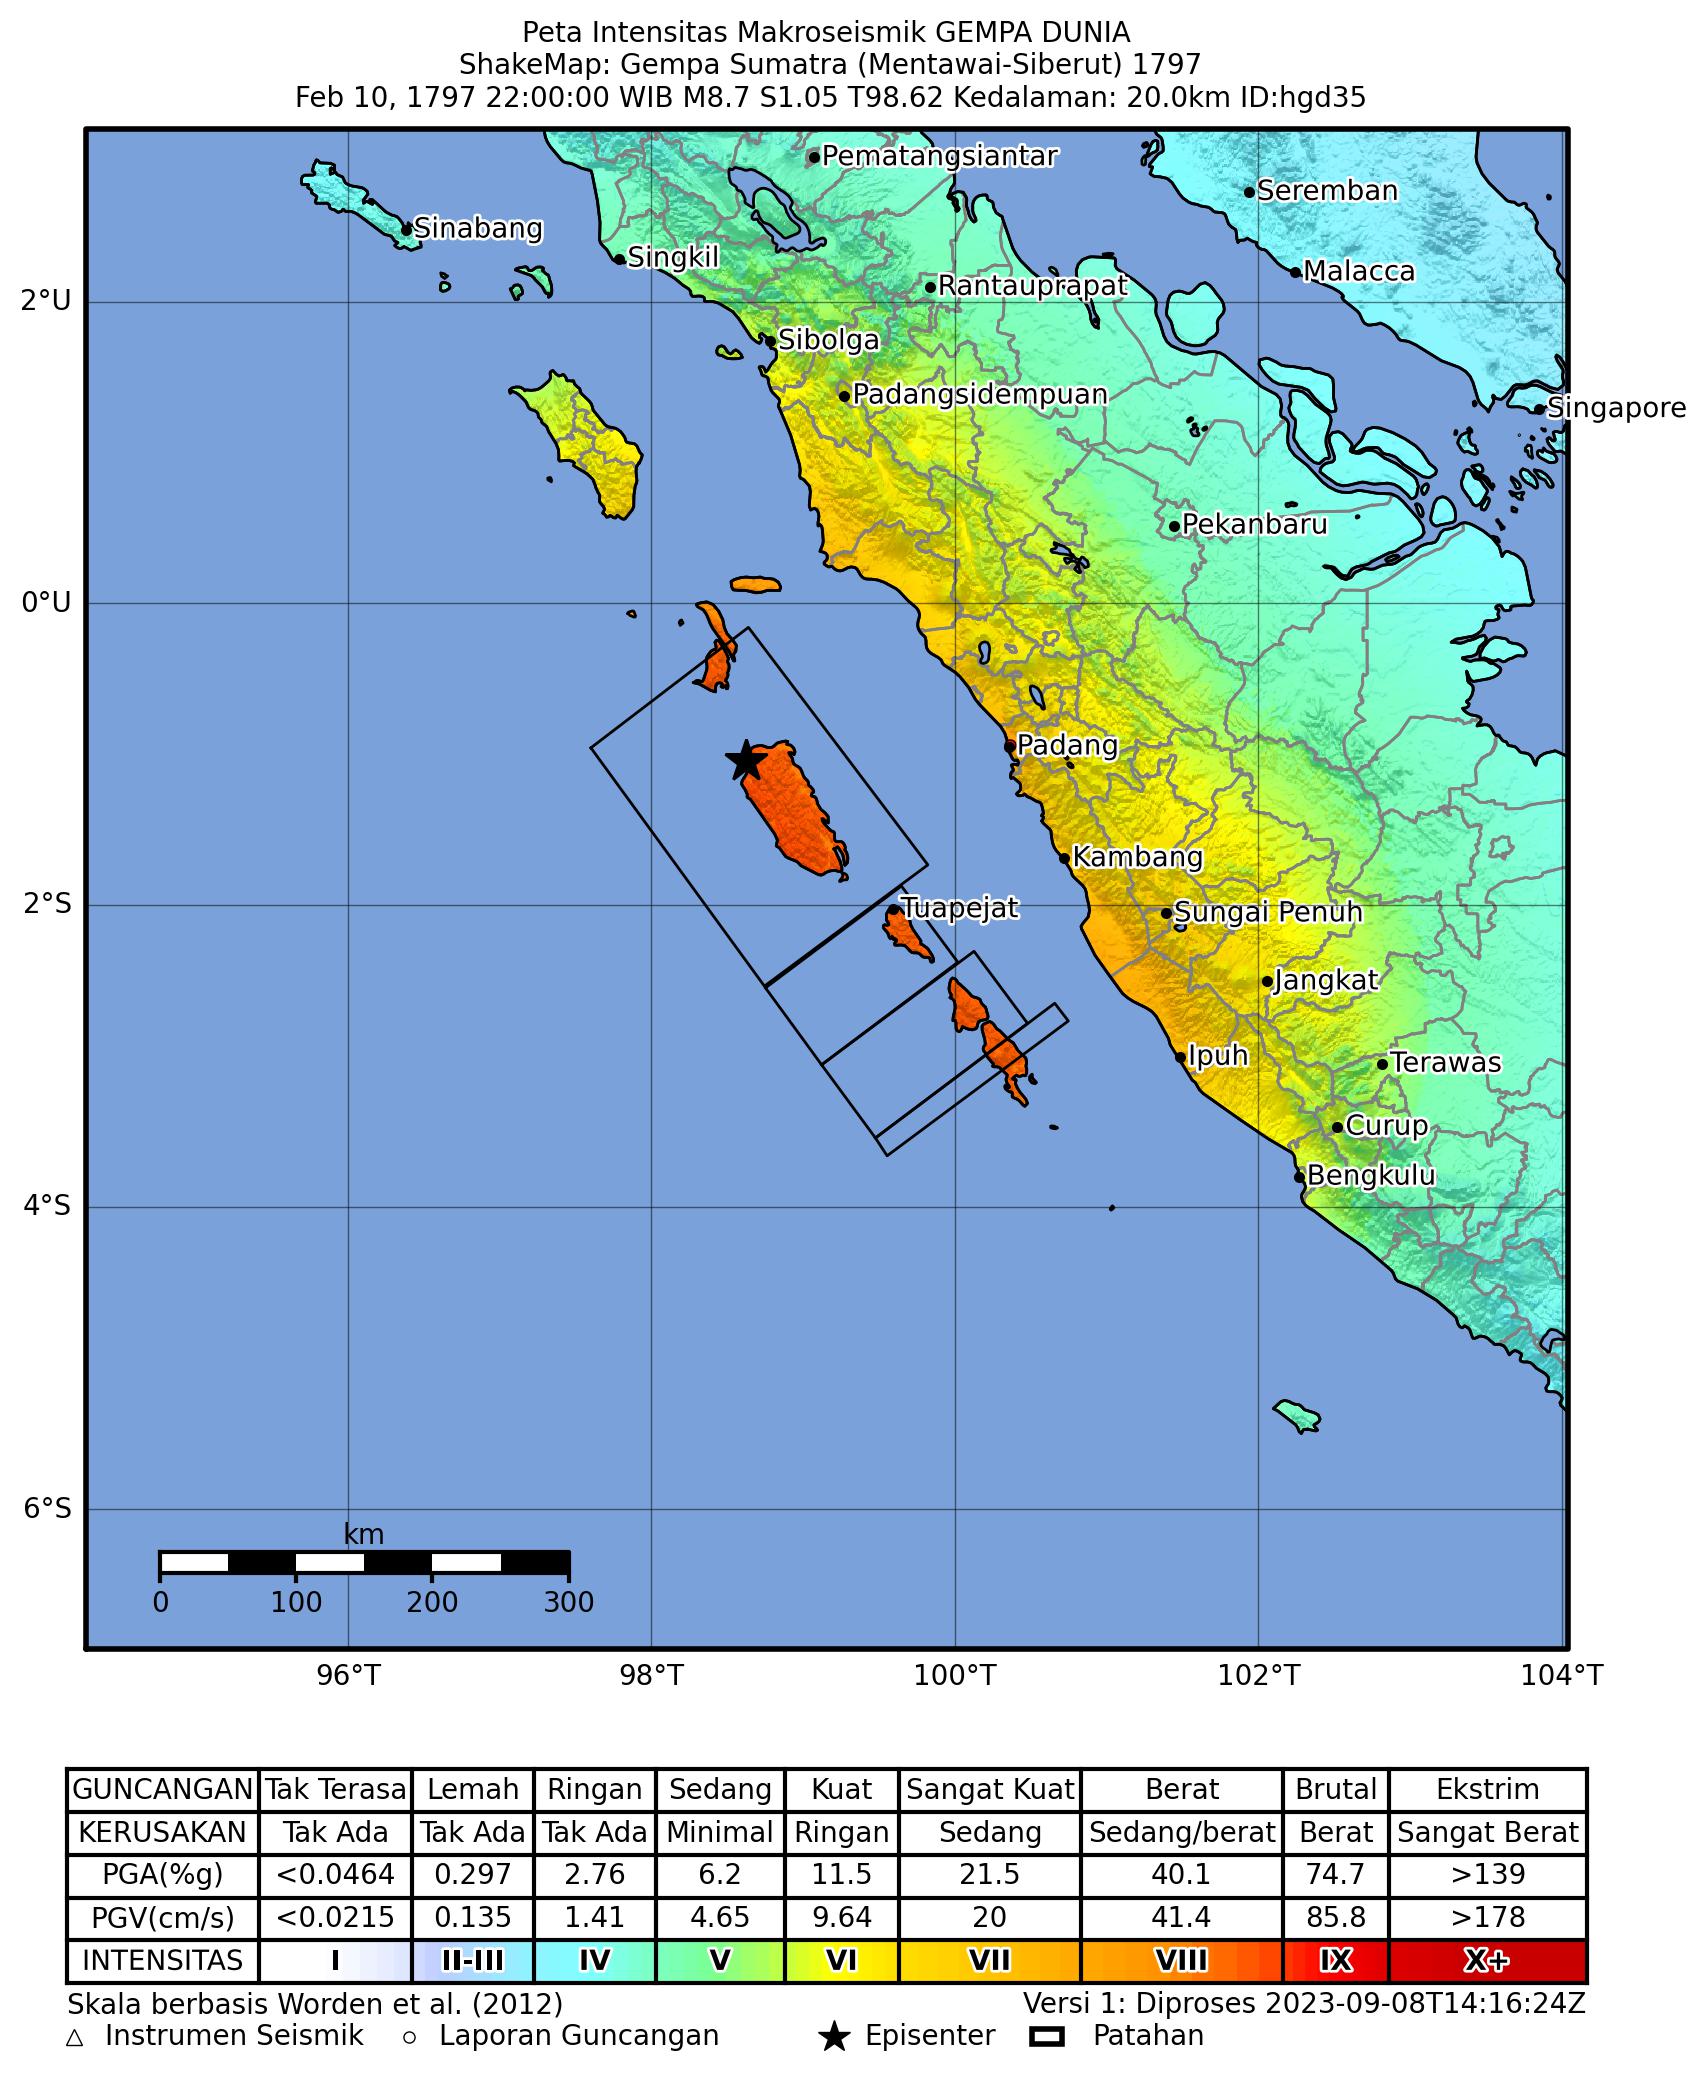 Peta Intensitas Makroseismik GEMPA DUNIA
ShakeMap: Gempa Sumatra (Mentawai-Siberut) 1797
Feb 10, 1797 22:00:00 WIB M8.7 S1.05 T98.62 Kedalaman: 20.0km ID:hgd35
Pematangsiantar
Seremban
Sinabang
Singkil
Malacca
Rantauprapat
2°U
Sibolga
Padangsidempuan
Singapore
Pekanbaru
0°U
Padang
Kambang
2°S
Tuapejat
Sungai Penuh
Jangkat
Ipuh
Terawas
Curup
Bengkulu
4°S
6°S
km
0 100 200 300
96°T 98°T 100°T 102°T 104°T
GUNCANGAN Tak Terasa Lemah Ringan Sedang Kuat Sangat Kuat Berat Brutal Ekstrim
KERUSAKAN Tak Ada Tak Ada Tak Ada Minimal Ringan Sedang Sedang/berat Berat Sangat Berat
PGA(%g) <0.0464 0.297 2.76 6.2 11.5 21.5 40.1 74.7 >139
PGV(cm/s) <0.0215 0.135 1.41 4.65 9.64 20 41.4 85.8 >178
INTENSITAS I II-III IV V VI VII VIII IX X+
Skala berbasis Worden et al. (2012) Versi 1: Diproses 2023-09-08T14:16:24Z
Instrumen Seismik Laporan Guncangan Episenter Patahan